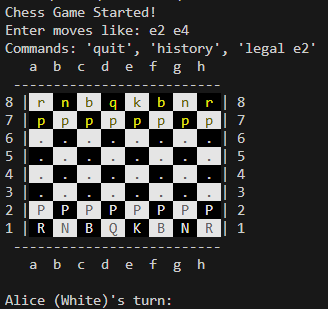 Chess Game Started!
Enter moves like: e2 e4
Commands: 'quit', 'history', 'legal e2'
a b c d e f g h
---------------------------
8 | r n b q k b n r | 8
7 | p p p p p p p p | 7
6 | . . . . . . . . | 6
5 | . . . . . . . . | 5
4 | . . . . . . . . | 4
3 | . . . . . . . . | 3
2 | P P P P P P P P | 2
1 | R N B Q K B N R | 1
---------------------------
a b c d e f g h
Alice (White)'s turn: